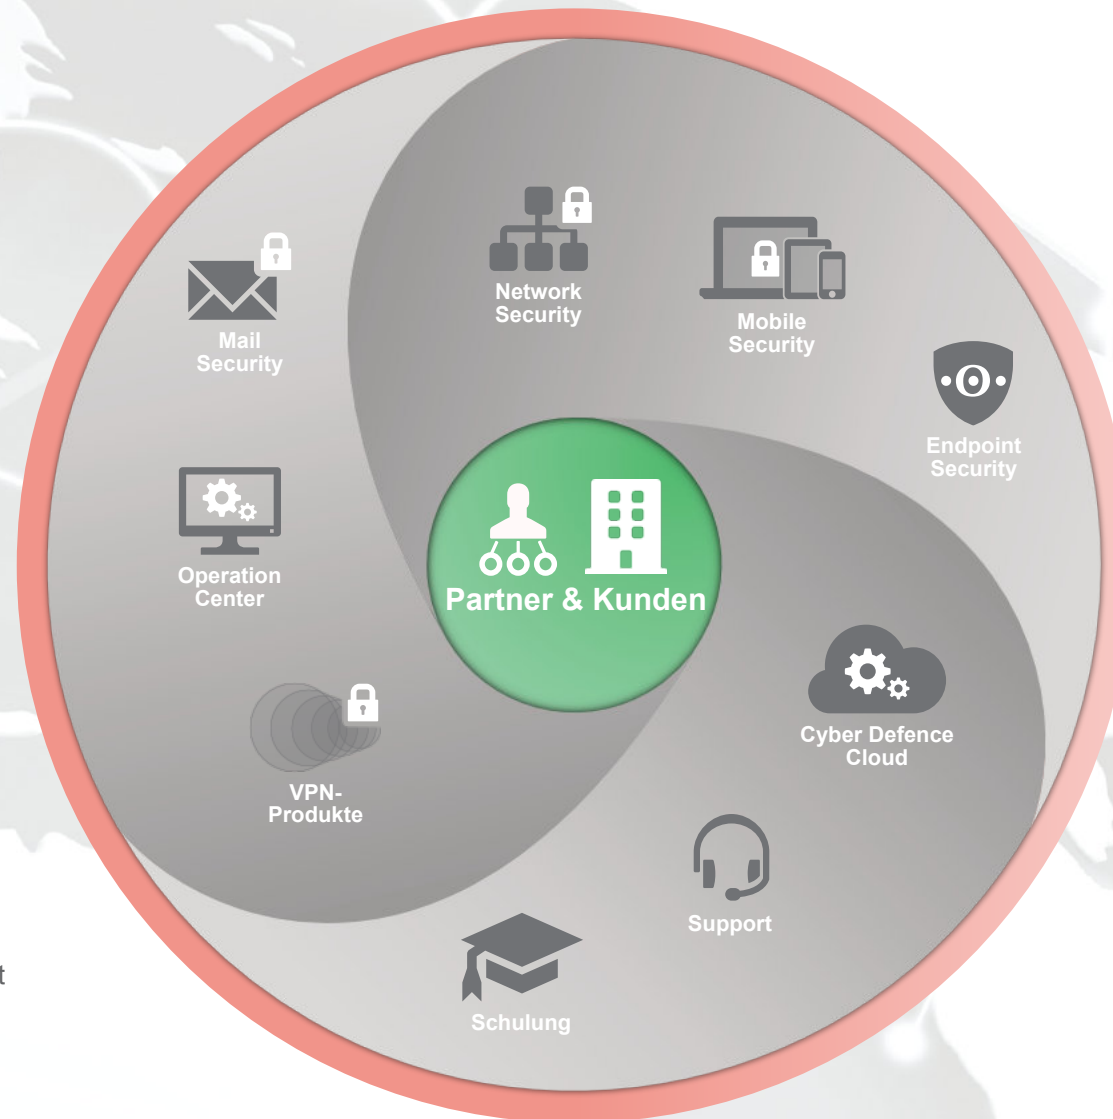 Network
Security
Mobile
Security
Mail
Security
Endpoint
Security
Operation
Center
Partner & Kunden
Cyber Defence
Cloud
VPN-
Produkte
Support
Schulung
t